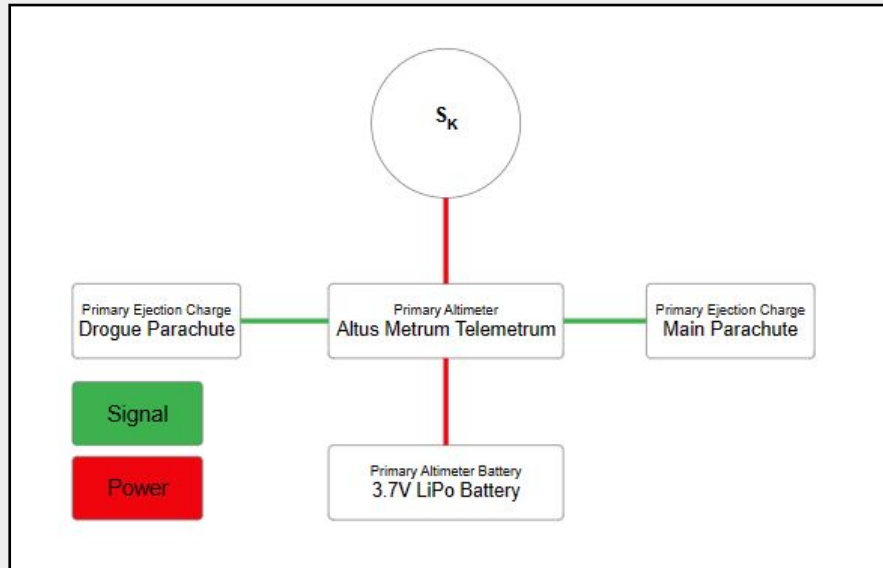 S_K
Primary Ejection Charge
Drogue Parachute
Primary Altimeter
Altus Metrum Telemetrum
Primary Ejection Charge
Main Parachute
Signal
Power
Primary Altimeter Battery
3.7V LiPo Battery